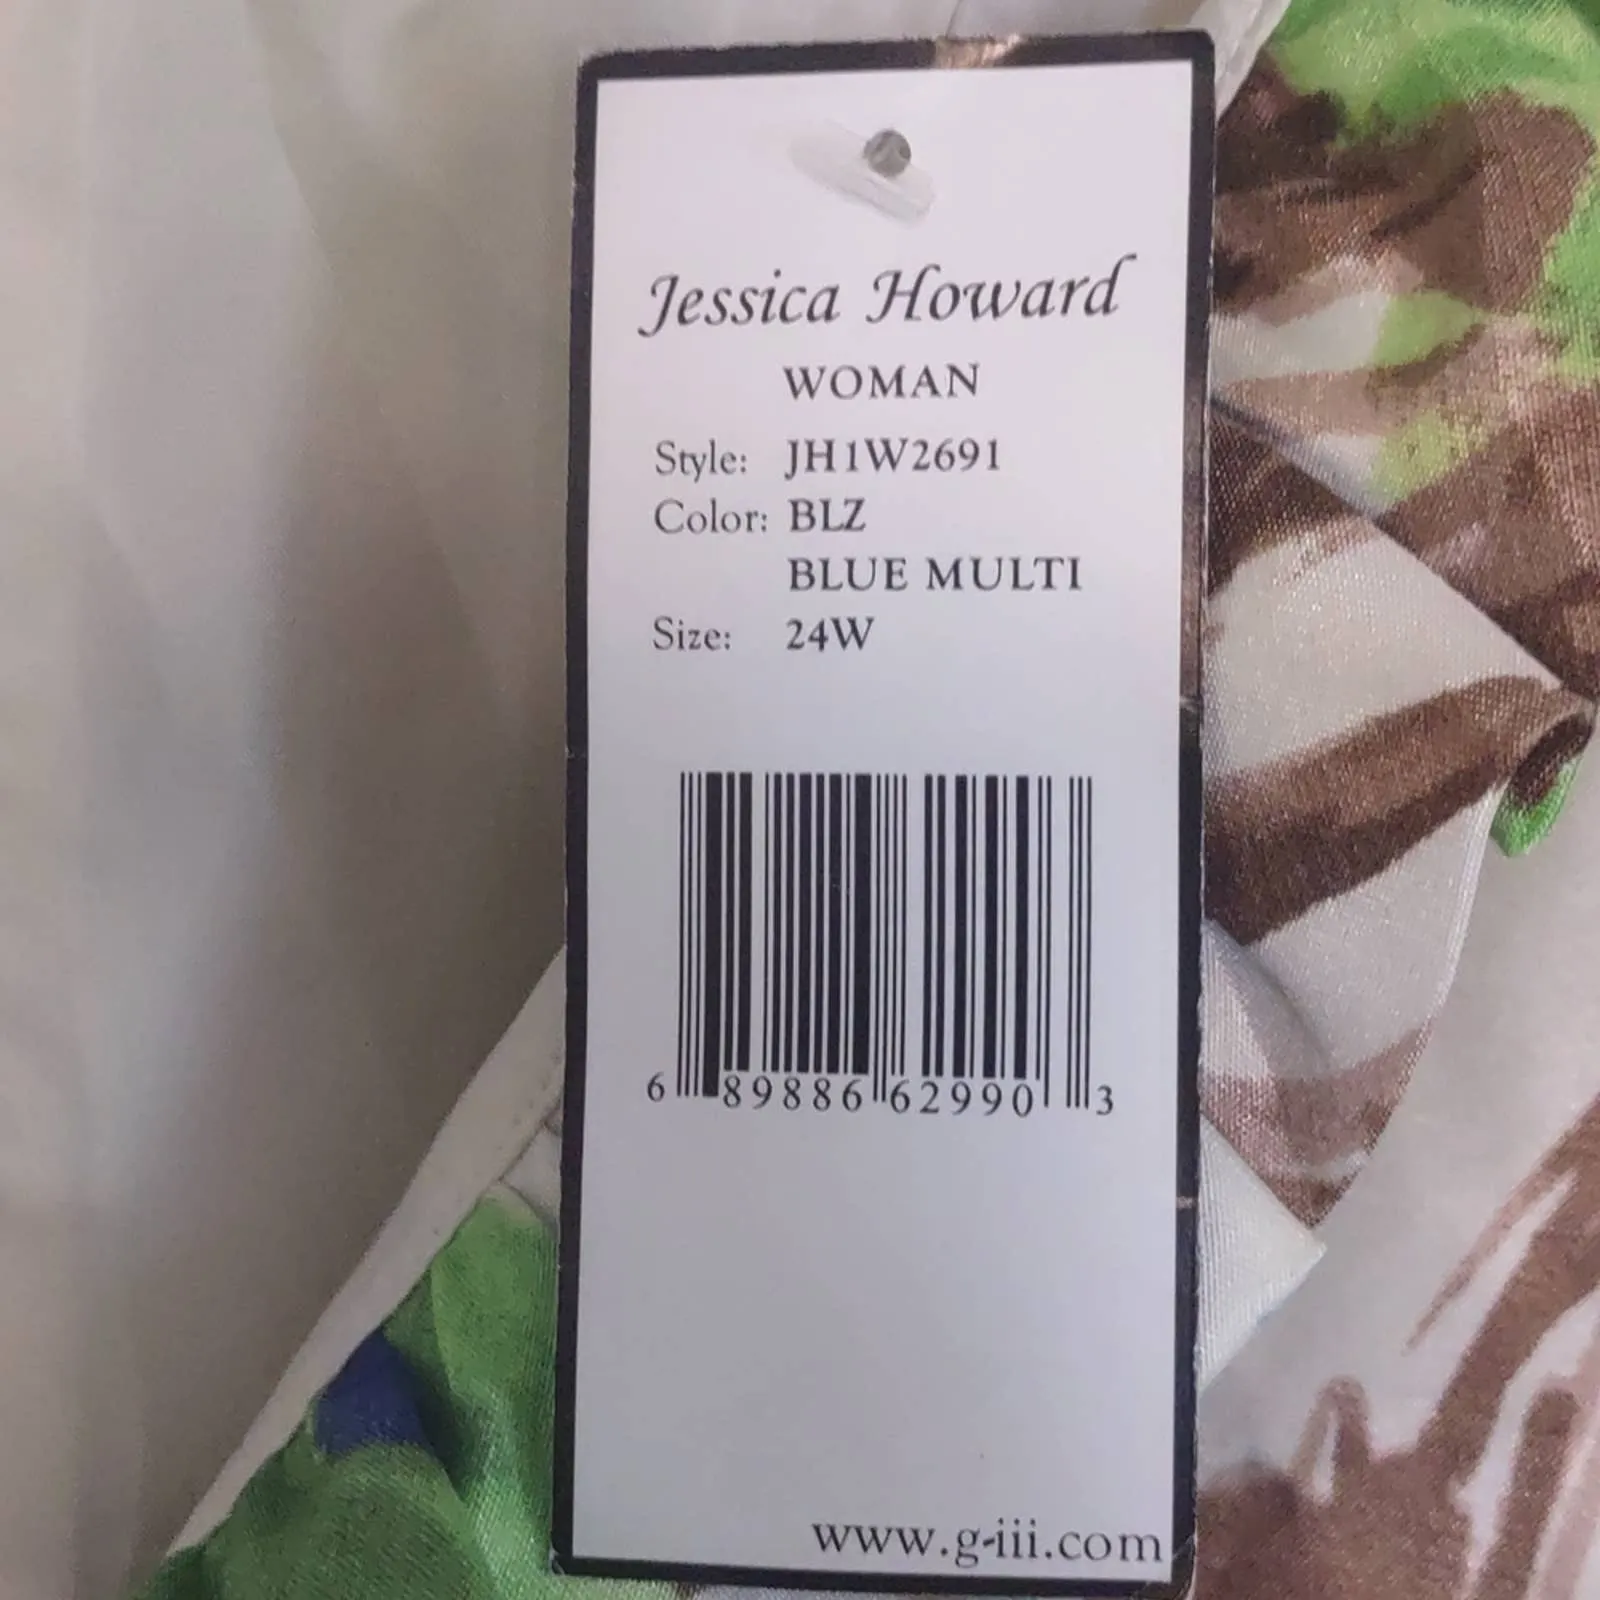 Jessica Howard
WOMAN
Style: JH1W2691
Color: BLZ
BLUE MULTI
Size: 24W
6 89886 62990 3
www.g-iii.com